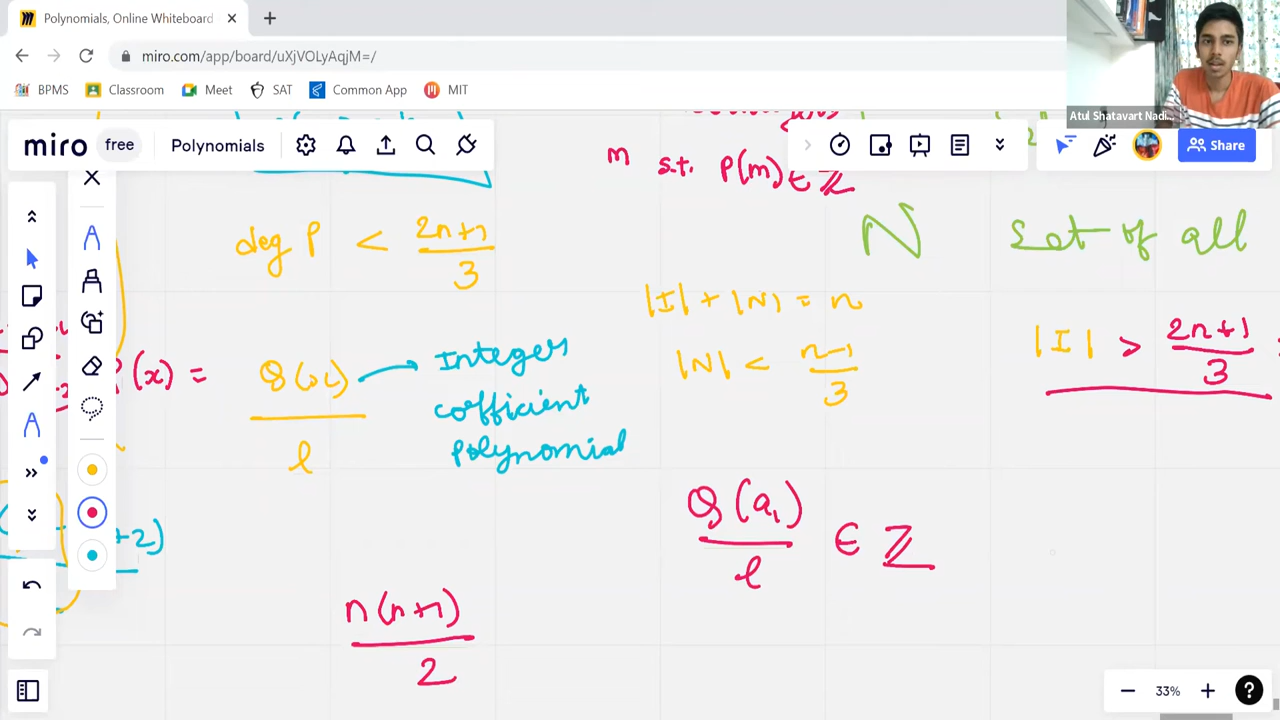 Polynomials, Online Whiteboard
miro.com/app/board/uXjVOLyAqjM=/
BPMS
Classroom
Meet
SAT
Common App
MIT
Atul Shatavart Nadi...
miro
free
Polynomials
Share
m s.t. P(m) ∈ ℤ
deg P < 2n+1 / 3
N set of all
|I| + |N| = n
|N| < n-1 / 3
|I| > 2n+1 / 3
P(x) = Q(x) / l
Integer
cofficient
polynomial
+2)
Q(a₁) / l ∈ ℤ
n(n+1) / 2
33%